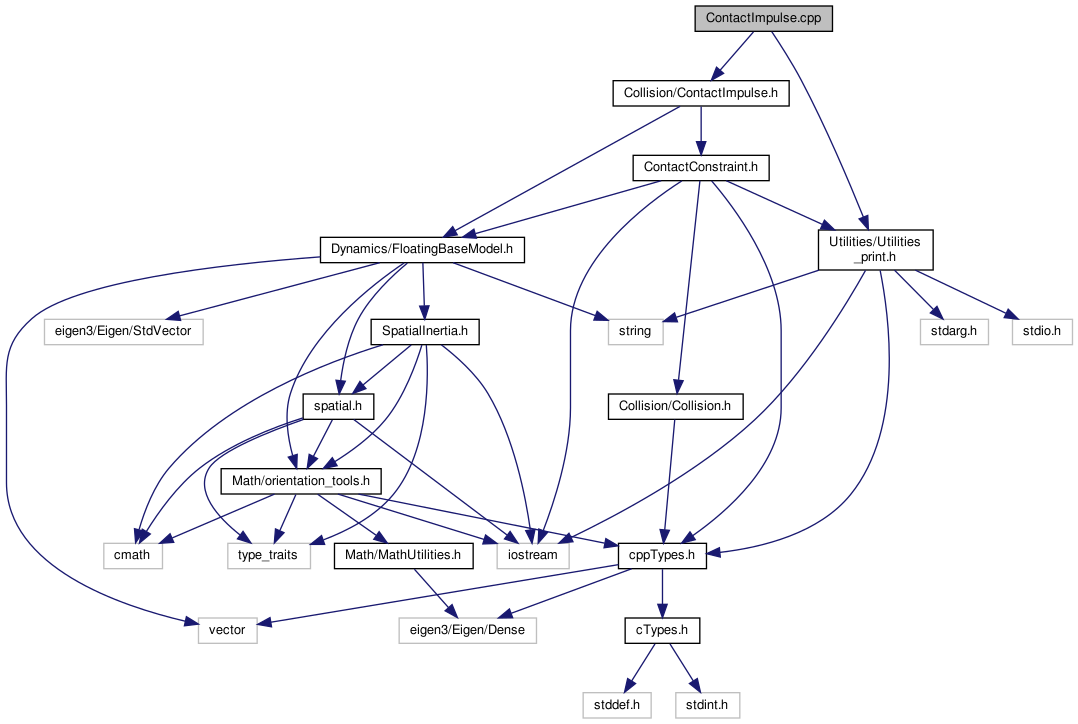 ContactImpulse.cpp
Collision/ContactImpulse.h
ContactConstraint.h
Dynamics/FloatingBaseModel.h
Utilities/Utilities
_print.h
eigen3/Eigen/StdVector
SpatialInertia.h
string
stdarg.h
stdio.h
spatial.h
Collision/Collision.h
Math/orientation_tools.h
cmath
type_traits
Math/MathUtilities.h
iostream
cppTypes.h
vector
eigen3/Eigen/Dense
cTypes.h
stddef.h
stdint.h